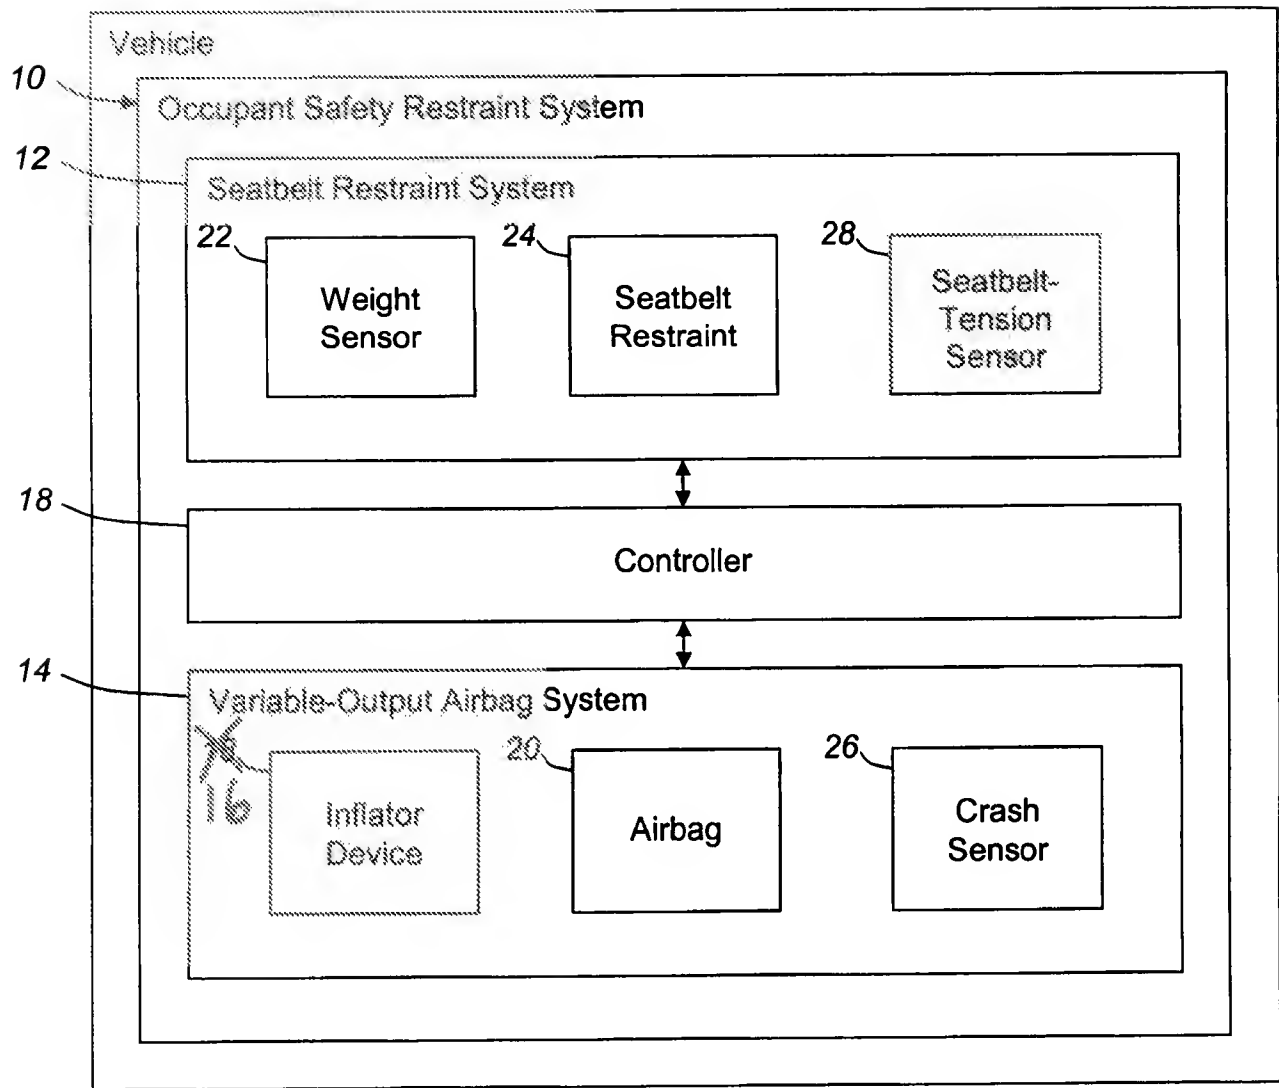 Vehicle
10
Occupant Safety Restraint System
12
Seatbelt Restraint System
22
24
28
Weight
Sensor
Seatbelt
Restraint
Seatbelt-
Tension
Sensor
18
Controller
14
Variable-Output Airbag System
16
20
26
Inflator
Device
Airbag
Crash
Sensor